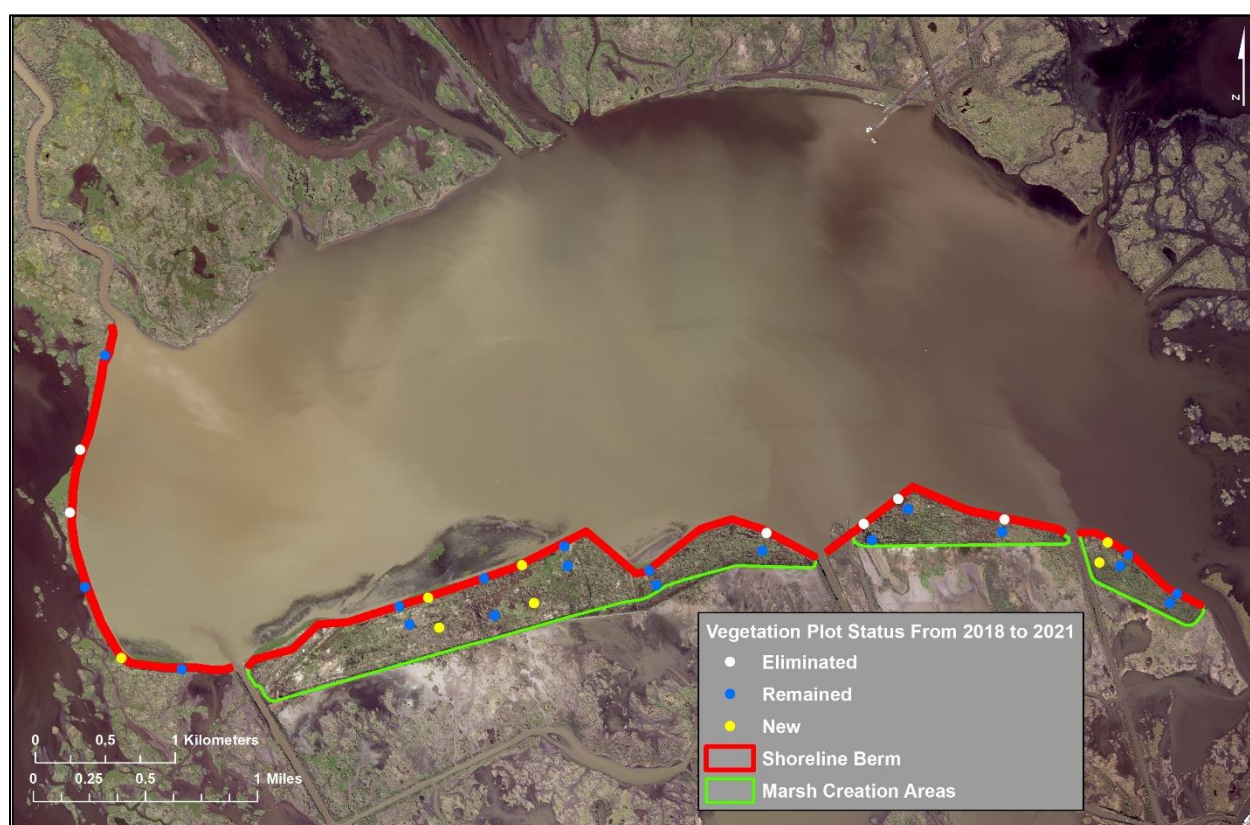 N
Vegetation Plot Status From 2018 to 2021
Eliminated
Remained
New
Shoreline Berm
Marsh Creation Areas
0 0,5 1 Kilometers
0 0.25 0.5 1 Miles